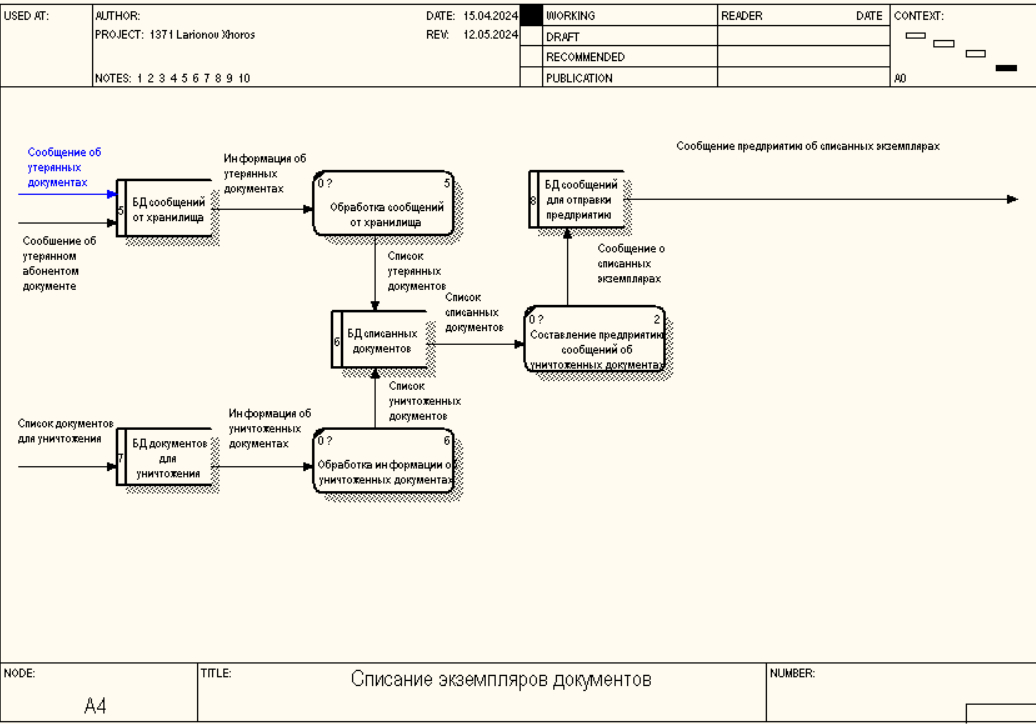 USED AT:
AUTHOR:
DATE: 15.04.2024
PROJECT: 1371 Larionov Xhoros
REV: 12.05.2024
NOTES: 1 2 3 4 5 6 7 8 9 10
WORKING
DRAFT
RECOMMENDED
PUBLICATION
READER
DATE
CONTEXT:
A0
Сообщение об
утерянных
документах
Сообщение об
утерянном
абонентом
документе
5
БД сообщений
от хранилища
Информация об
утерянных
документах
0 ?
5
Обработка сообщений
от хранилища
Список
утерянных
документов
6
БД списанных
документов
Список
списанных
документов
0 ?
2
Составление предприятию
сообщений об
уничтоженных документах
Сообщение о
списанных
экземплярах
8
БД сообщений
для отправки
предприятию
Сообщение предприятию об списанных экземплярах
Список
уничтоженных
документов
Список документов
для уничтожения
7
БД документов
для
уничтожения
Информация об
уничтоженных
документах
0 ?
6
Обработка информации о
уничтоженных документах
NODE:
A4
TITLE:
Списание экземпляров документов
NUMBER: